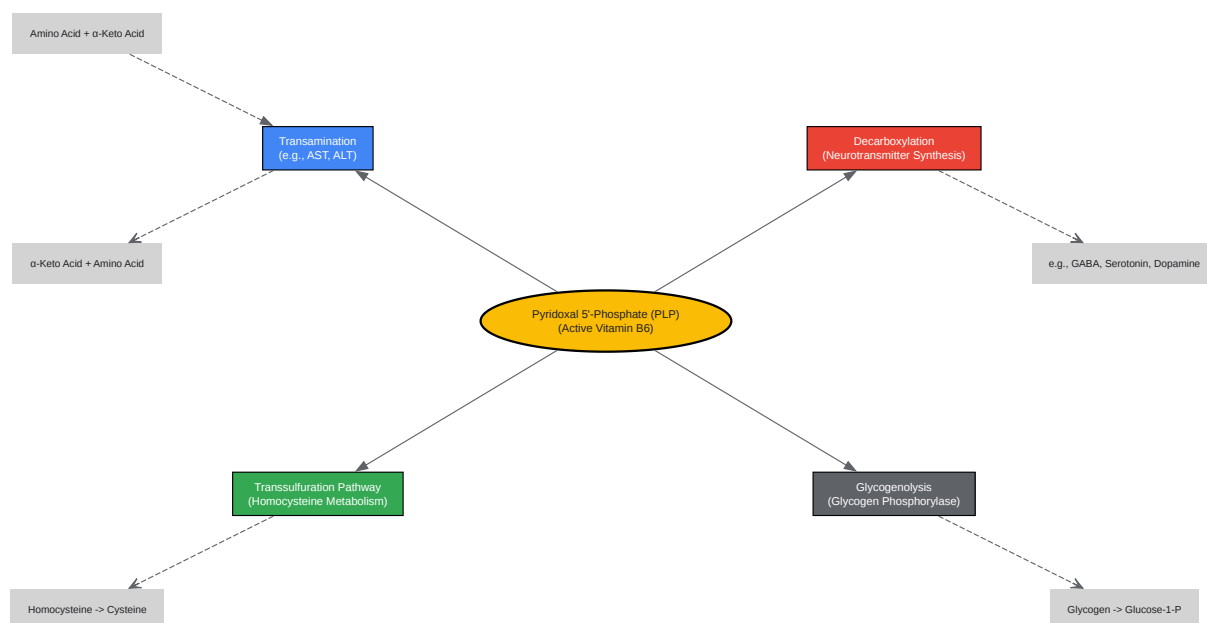 Amino Acid + α-Keto Acid
Transamination
(e.g., AST, ALT)
Decarboxylation
(Neurotransmitter Synthesis)
α-Keto Acid + Amino Acid
e.g., GABA, Serotonin, Dopamine
Pyridoxal 5'-Phosphate (PLP)
(Active Vitamin B6)
Transsulfuration Pathway
(Homocysteine Metabolism)
Glycogenolysis
(Glycogen Phosphorylase)
Homocysteine -> Cysteine
Glycogen -> Glucose-1-P